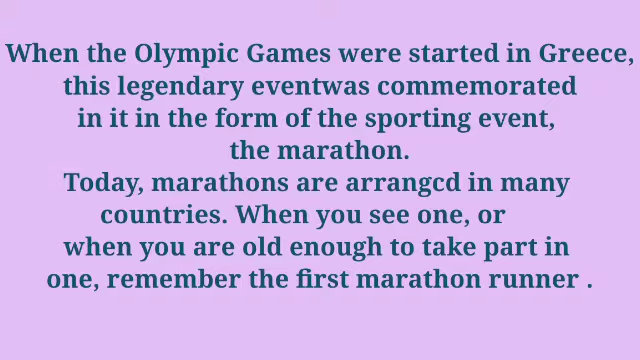 When the Olympic Games were started in Greece,
this legendary eventwas commemorated
in it in the form of the sporting event,
the marathon.
Today, marathons are arrangcd in many
countries. When you see one, or
when you are old enough to take part in
one, remember the first marathon runner .